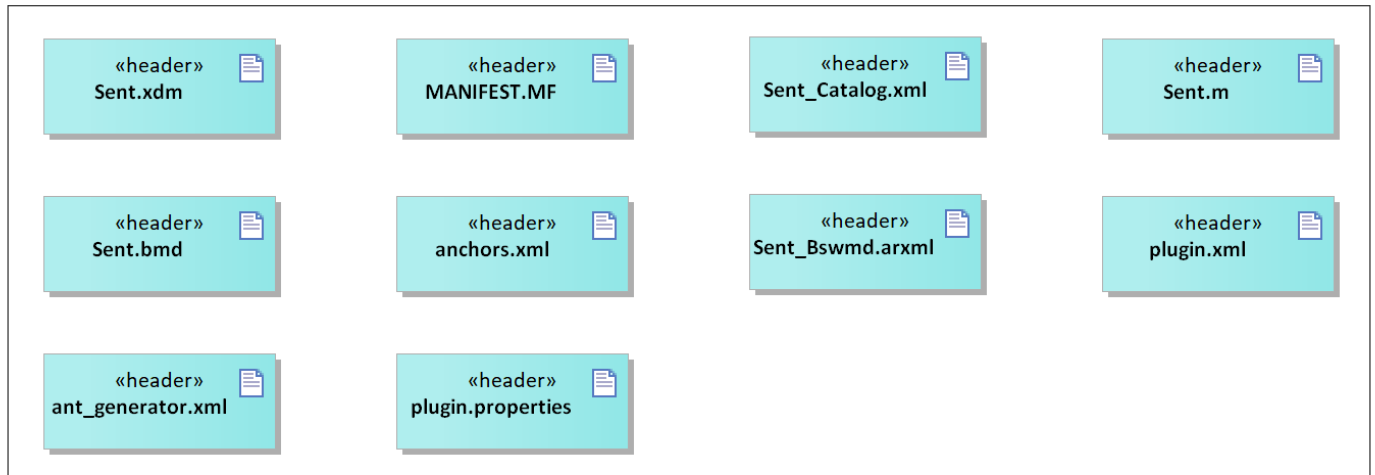 «header»
Sent.xdm
«header»
MANIFEST.MF
«header»
Sent_Catalog.xml
«header»
Sent.m
«header»
Sent.bmd
«header»
anchors.xml
«header»
Sent_Bswmd.arxml
«header»
plugin.xml
«header»
ant_generator.xml
«header»
plugin.properties